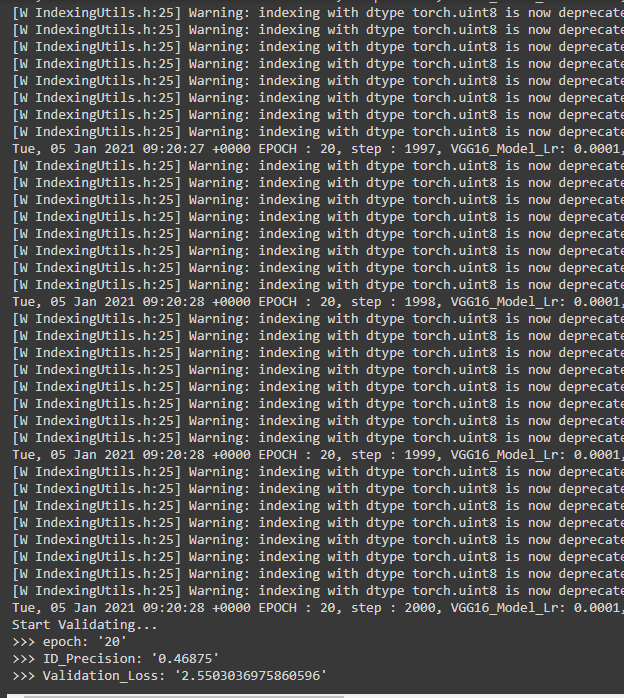 [W IndexingUtils.h:25] Warning: indexing with dtype torch.uint8 is now deprecate
[W IndexingUtils.h:25] Warning: indexing with dtype torch.uint8 is now deprecate
[W IndexingUtils.h:25] Warning: indexing with dtype torch.uint8 is now deprecate
[W IndexingUtils.h:25] Warning: indexing with dtype torch.uint8 is now deprecate
[W IndexingUtils.h:25] Warning: indexing with dtype torch.uint8 is now deprecate
[W IndexingUtils.h:25] Warning: indexing with dtype torch.uint8 is now deprecate
[W IndexingUtils.h:25] Warning: indexing with dtype torch.uint8 is now deprecate
[W IndexingUtils.h:25] Warning: indexing with dtype torch.uint8 is now deprecate
Tue, 05 Jan 2021 09:20:27 +0000 EPOCH : 20, step : 1997, VGG16_Model_Lr: 0.0001,
[W IndexingUtils.h:25] Warning: indexing with dtype torch.uint8 is now deprecate
[W IndexingUtils.h:25] Warning: indexing with dtype torch.uint8 is now deprecate
[W IndexingUtils.h:25] Warning: indexing with dtype torch.uint8 is now deprecate
[W IndexingUtils.h:25] Warning: indexing with dtype torch.uint8 is now deprecate
[W IndexingUtils.h:25] Warning: indexing with dtype torch.uint8 is now deprecate
[W IndexingUtils.h:25] Warning: indexing with dtype torch.uint8 is now deprecate
[W IndexingUtils.h:25] Warning: indexing with dtype torch.uint8 is now deprecate
[W IndexingUtils.h:25] Warning: indexing with dtype torch.uint8 is now deprecate
Tue, 05 Jan 2021 09:20:28 +0000 EPOCH : 20, step : 1998, VGG16_Model_Lr: 0.0001,
[W IndexingUtils.h:25] Warning: indexing with dtype torch.uint8 is now deprecate
[W IndexingUtils.h:25] Warning: indexing with dtype torch.uint8 is now deprecate
[W IndexingUtils.h:25] Warning: indexing with dtype torch.uint8 is now deprecate
[W IndexingUtils.h:25] Warning: indexing with dtype torch.uint8 is now deprecate
[W IndexingUtils.h:25] Warning: indexing with dtype torch.uint8 is now deprecate
[W IndexingUtils.h:25] Warning: indexing with dtype torch.uint8 is now deprecate
[W IndexingUtils.h:25] Warning: indexing with dtype torch.uint8 is now deprecate
[W IndexingUtils.h:25] Warning: indexing with dtype torch.uint8 is now deprecate
Tue, 05 Jan 2021 09:20:28 +0000 EPOCH : 20, step : 1999, VGG16_Model_Lr: 0.0001,
[W IndexingUtils.h:25] Warning: indexing with dtype torch.uint8 is now deprecate
[W IndexingUtils.h:25] Warning: indexing with dtype torch.uint8 is now deprecate
[W IndexingUtils.h:25] Warning: indexing with dtype torch.uint8 is now deprecate
[W IndexingUtils.h:25] Warning: indexing with dtype torch.uint8 is now deprecate
[W IndexingUtils.h:25] Warning: indexing with dtype torch.uint8 is now deprecate
[W IndexingUtils.h:25] Warning: indexing with dtype torch.uint8 is now deprecate
[W IndexingUtils.h:25] Warning: indexing with dtype torch.uint8 is now deprecate
[W IndexingUtils.h:25] Warning: indexing with dtype torch.uint8 is now deprecate
Tue, 05 Jan 2021 09:20:28 +0000 EPOCH : 20, step : 2000, VGG16_Model_Lr: 0.0001,
Start Validating...
>>> epoch: '20'
>>> ID_Precision: '0.46875'
>>> Validation_Loss: '2.5503036975860596'